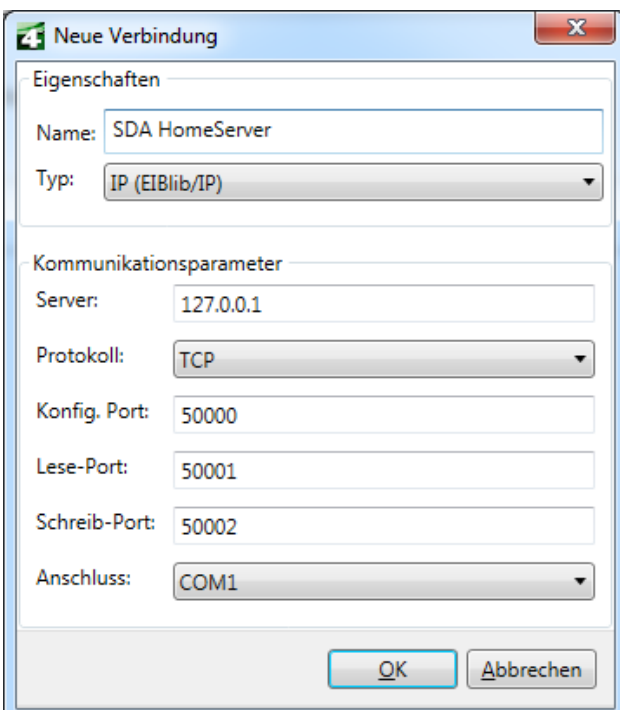 4 Neue Verbindung
Eigenschaften
Name: SDA HomeServer
Typ: IP (EIBlib/IP)
Kommunikationsparameter
Server: 127.0.0.1
Protokoll: TCP
Konfig. Port: 50000
Lese-Port: 50001
Schreib-Port: 50002
Anschluss: COM1
OK Abbrechen